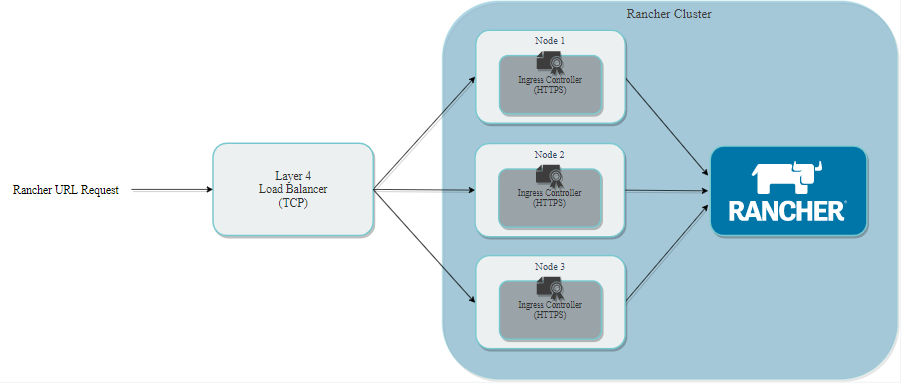 Rancher Cluster
Node 1
Ingress Controller
(HTTPS)
Rancher URL Request
Layer 4
Load Balancer
(TCP)
Node 2
Ingress Controller
(HTTPS)
RANCHER
Node 3
Ingress Controller
(HTTPS)